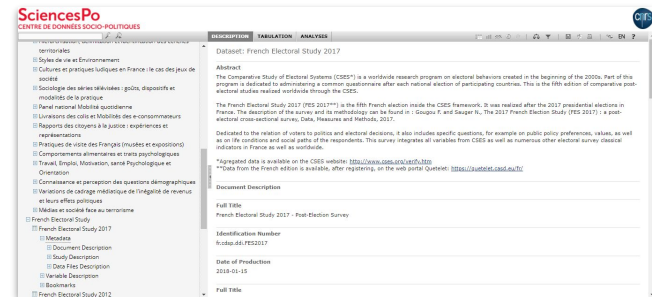 SciencesPo
CENTRE DE DONNÉES SOCIO-POLITIQUES
cnrs
DESCRIPTION TABULATION ANALYSIS
EN ?
territoriales
Styles de vie et Environnement
Cultures et pratiques ludiques en France : le cas des jeux de
société
Sociologie des séries télévisées : goûts, dispositifs et
modalités de la pratique
Panel national Mobilité quotidienne
Livraisons des colis et Mobilités des e-consommateurs
Rapports des citoyens à la justice : expériences et
représentations
Pratiques de visite des Français (musées et expositions)
Comportements alimentaires et traits psychologiques
Travail, Emploi, Motivation, santé Psychologique et
Orientation
Connaissance et perception des questions démographiques
Variations de cadrage médiatique de l'inégalité de revenus
et leurs effets politiques
Médias et société face au terrorisme
French Electoral Study
French Electoral Study 2017
Metadata
Document Description
Study Description
Data Files Description
Variable Description
Bookmarks
French Electoral Study 2012
Dataset: French Electoral Study 2017
Abstract
The Comparative Study of Electoral Systems (CSES*) is a worldwide research program on electoral behaviors created in the beginning of the 2000s. Part of this
program is dedicated to administering a common questionnaire after each national election of participating countries. This is the fifth edition of comparative post-
electoral studies realized worldwide through the CSES.
The French Electoral Study 2017 (FES 2017**) is the fifth French election inside the CSES framework. It was realized after the 2017 presidential elections in
France. The description of the survey and its methodology can be found in : Gougou F. and Sauger N., The 2017 French Election Study (FES 2017) : a post-
electoral cross-sectional survey, Data, Measures and Methods, 2017.
Dedicated to the relation of voters to politics and electoral decisions, it also includes specific questions, for example on public policy preferences, values, as well
as on life conditions and social paths of the respondents. This survey integrates all variables from CSES as well as numerous other electoral survey classical
indicators in France as well as worldwide.
*Agregated data is available on the CSES website: http://www.cses.org/verify.htm
**Data from the French edition is available, after registering, on the web portal Quetelet: https://quetelet.casd.eu/fr/
Document Description
Full Title
French Electoral Study 2017 - Post-Election Survey
Identification Number
fr.cdsp.ddi.FES2017
Date of Production
2018-01-15
Full Title